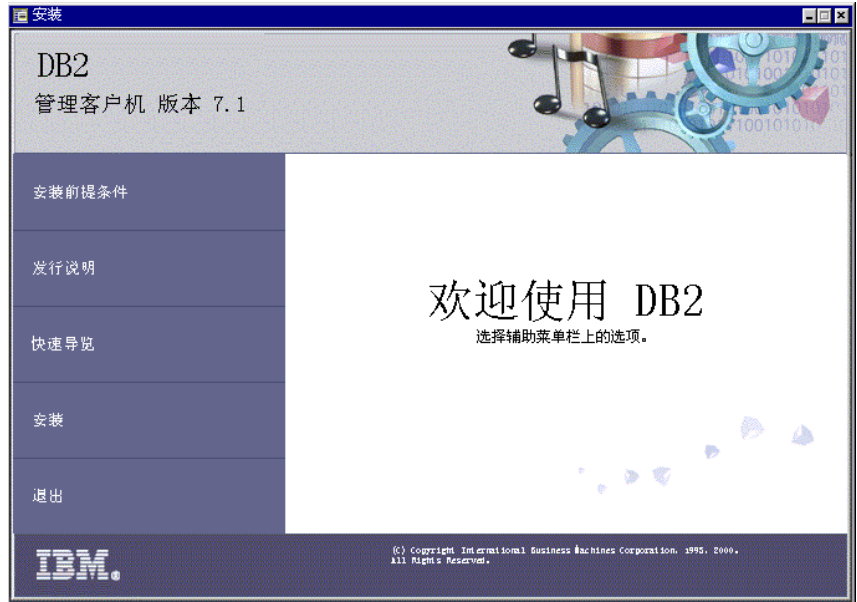 安装
DB2
管理客户机 版本 7.1
安装前提条件
发行说明
快速导览
安装
退出
欢迎使用 DB2
选择辅助菜单栏上的选项。
IBM®
(C) Copyright International Business Machines Corporation. 1995. 2000.
All Rights Reserved.